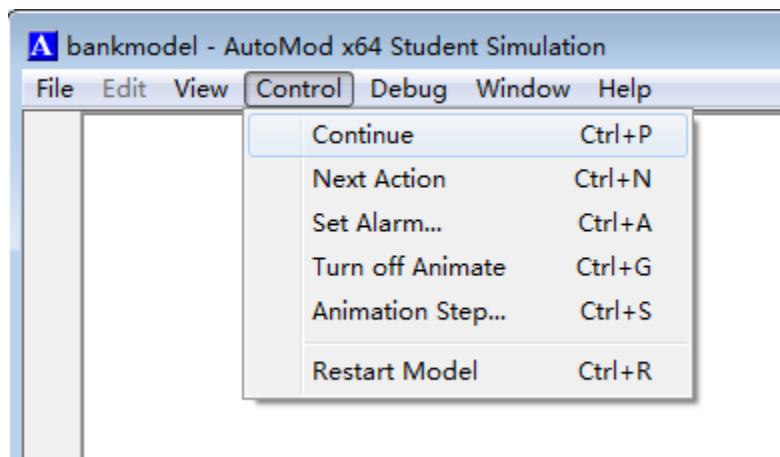 A bankmodel - AutoMod x64 Student Simulation
File Edit View Control Debug Window Help
Continue Ctrl+P
Next Action Ctrl+N
Set Alarm... Ctrl+A
Turn off Animate Ctrl+G
Animation Step... Ctrl+S
Restart Model Ctrl+R